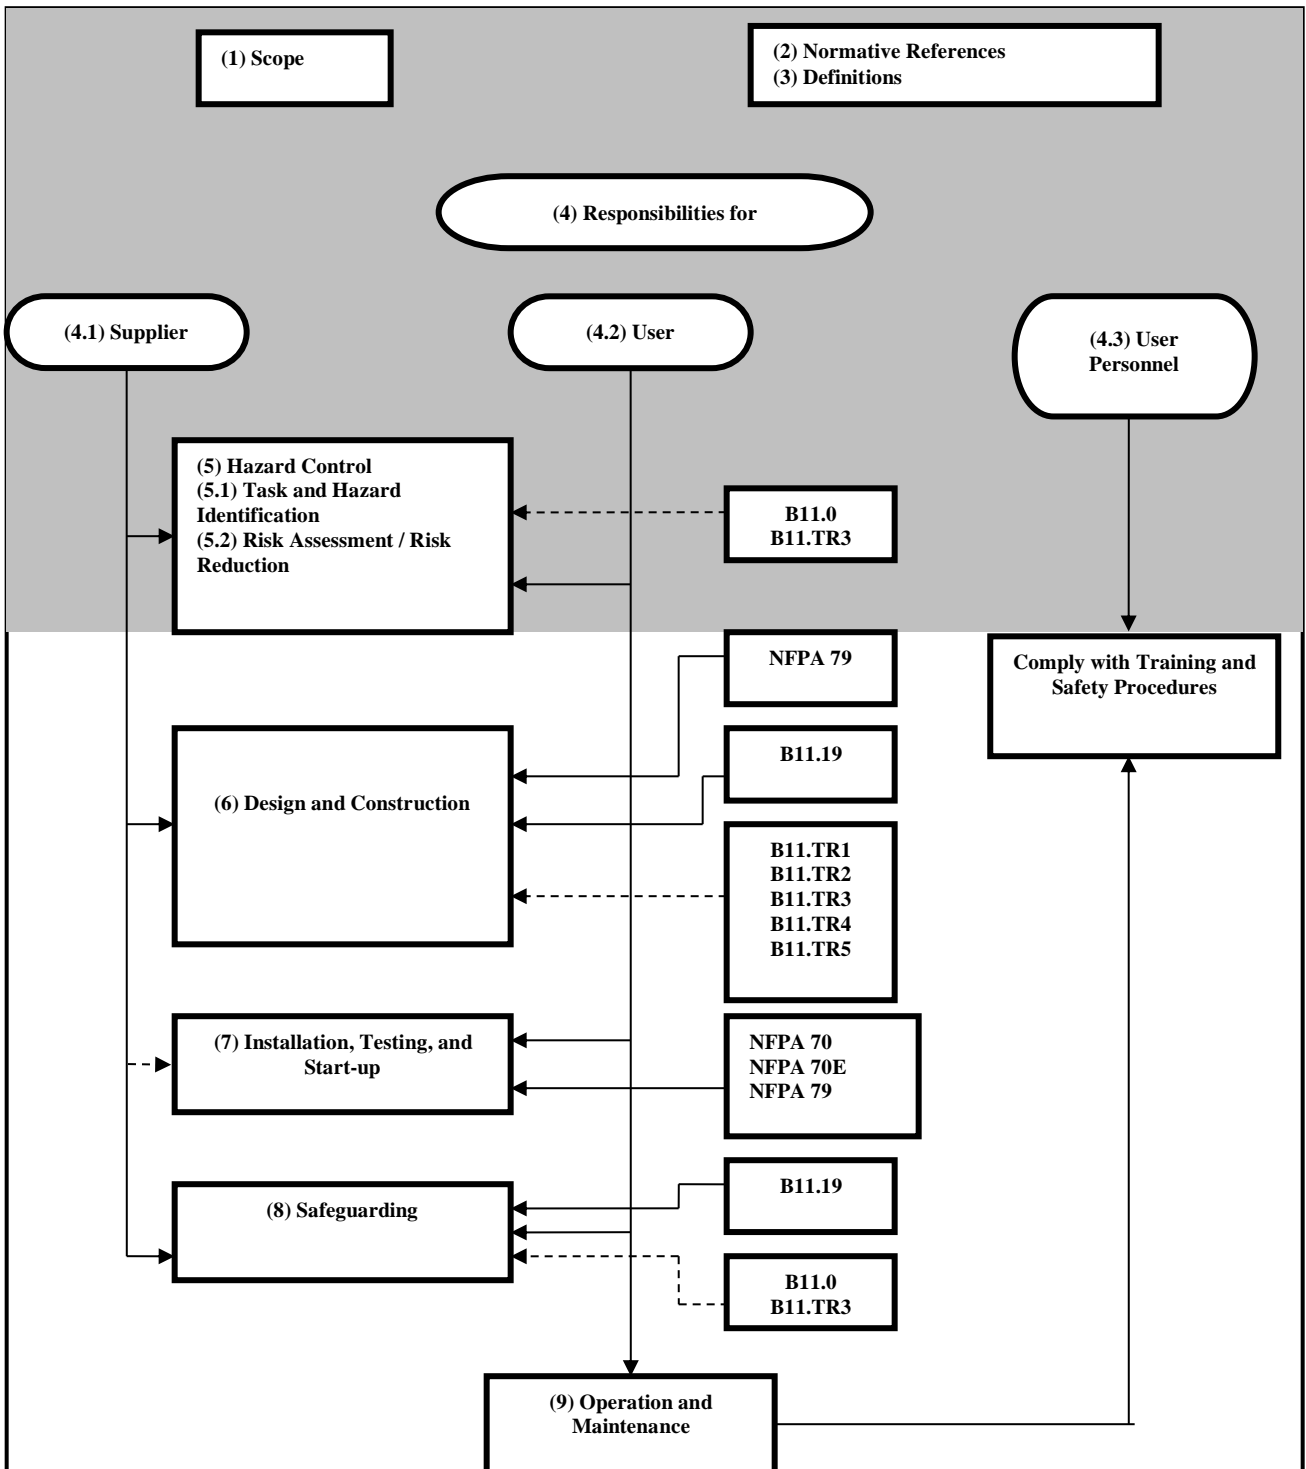 (1) Scope
(2) Normative References
(3) Definitions
(4) Responsibilities for
(4.1) Supplier
(4.2) User
(4.3) User
Personnel
(5) Hazard Control
(5.1) Task and Hazard
Identification
(5.2) Risk Assessment / Risk
Reduction
B11.0
B11.TR3
NFPA 79
Comply with Training and
Safety Procedures
B11.19
(6) Design and Construction
B11.TR1
B11.TR2
B11.TR3
B11.TR4
B11.TR5
(7) Installation, Testing, and
Start-up
NFPA 70
NFPA 70E
NFPA 79
(8) Safeguarding
B11.19
B11.0
B11.TR3
(9) Operation and
Maintenance